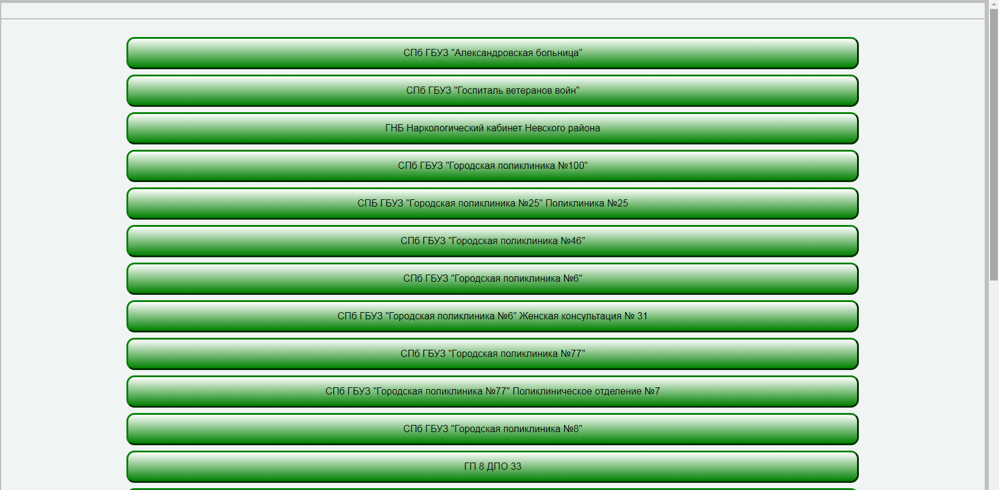 СПб ГБУЗ "Александровская больница"
СПб ГБУЗ "Госпиталь ветеранов войн"
ГНБ Наркологический кабинет Невского района
СПб ГБУЗ "Городская поликлиника №100"
СПБ ГБУЗ "Городская поликлиника №25" Поликлиника №25
СПб ГБУЗ "Городская поликлиника №46"
СПб ГБУЗ "Городская поликлиника №6"
СПб ГБУЗ "Городская поликлиника №6" Женская консультация № 31
СПб ГБУЗ "Городская поликлиника №77"
СПб ГБУЗ "Городская поликлиника №77" Поликлиническое отделение №7
СПб ГБУЗ "Городская поликлиника №8"
ГП 8 ДПО 33